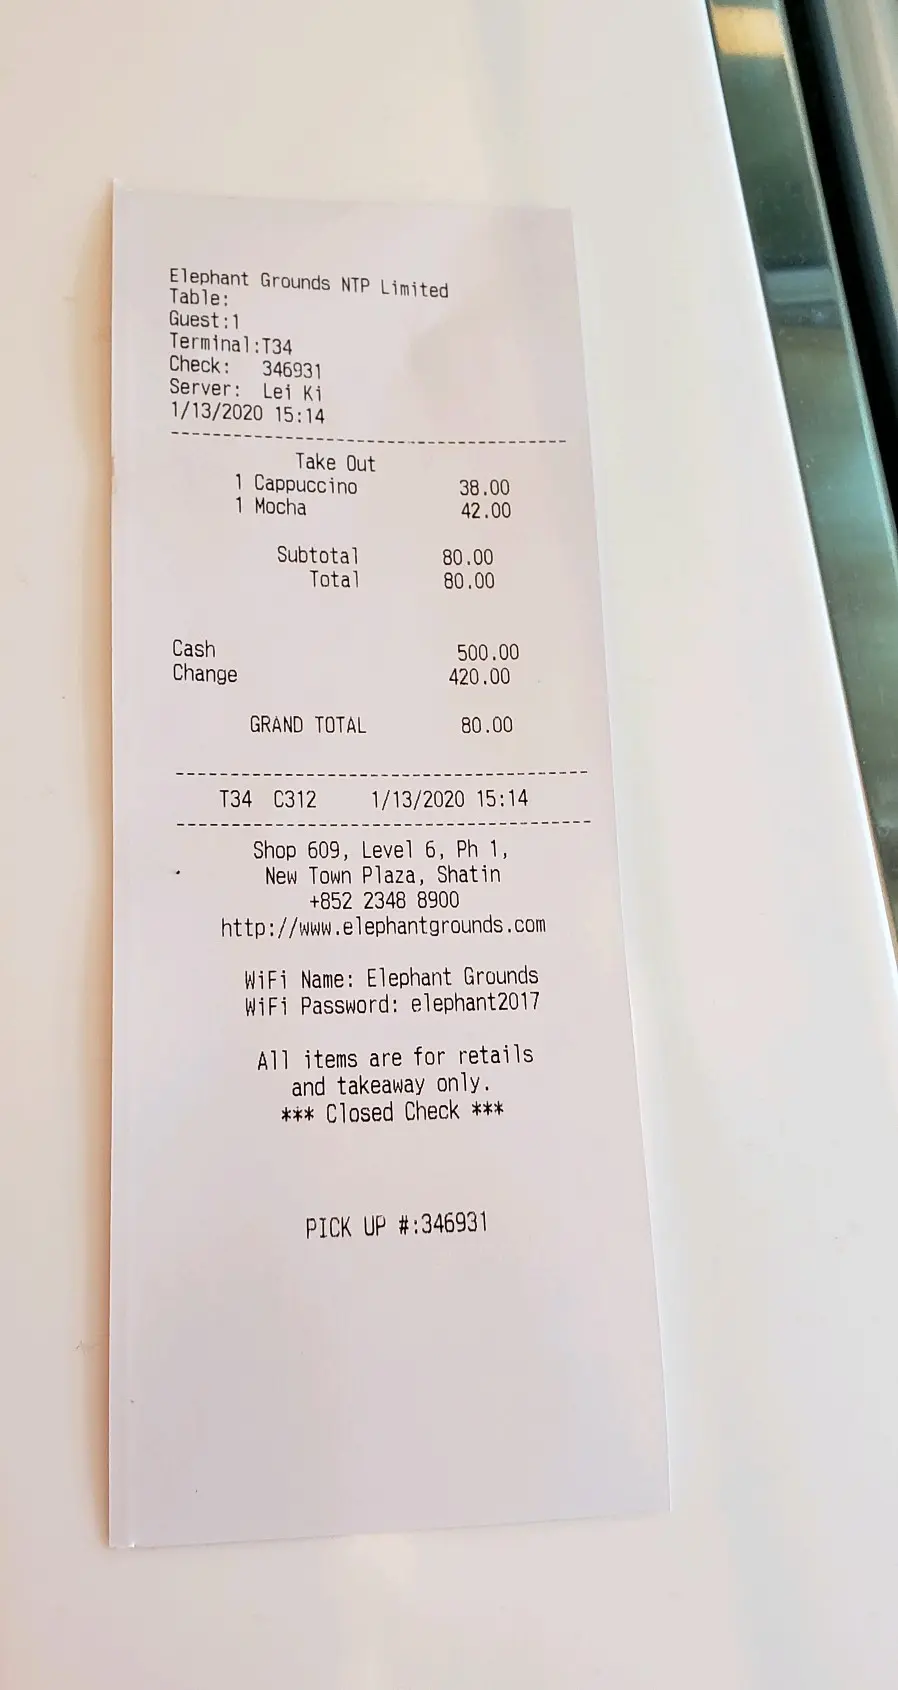 Elephant Grounds NTP Limited
Table:
Guest:1
Terminal:T34
Check: 346931
Server: Lei Ki
1/13/2020 15:14
Take Out
1 Cappuccino 38.00
1 Mocha 42.00
Subtotal 80.00
Total 80.00
Cash 500.00
Change 420.00
GRAND TOTAL 80.00
T34 C312 1/13/2020 15:14
Shop 609, Level 6, Ph 1,
New Town Plaza, Shatin
+852 2348 8900
http://www.elephantgrounds.com
WiFi Name: Elephant Grounds
WiFi Password: elephant2017
All items are for retails
and takeaway only.
*** Closed Check ***
PICK UP #:346931